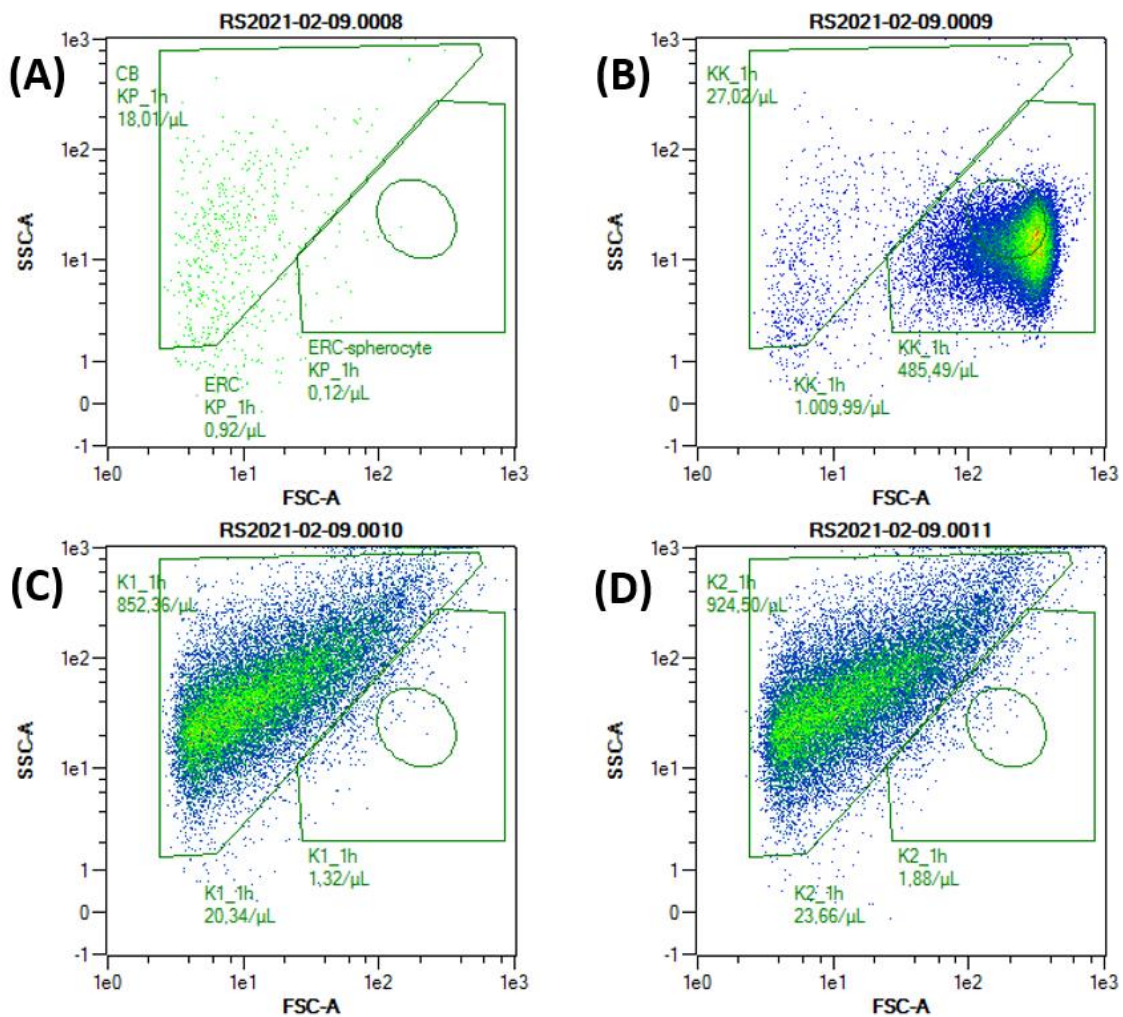 RS2021-02-09.0008
(A)
1e3
1e2
1e1
1
0
-1
SSC-A
CB
KP_1h
18,01/µL
ERC-spherocyte
KP_1h
0,12/µL
ERC
KP_1h
0,92/µL
1e0 1e1 1e2 1e3
FSC-A
RS2021-02-09.0009
(B)
1e3
1e2
1e1
1
0
-1
SSC-A
KK_1h
27,02/µL
KK_1h
485,49/µL
KK_1h
1.009,99/µL
1e0 1e1 1e2 1e3
FSC-A
RS2021-02-09.0010
(C)
1e3
1e2
1e1
1
0
-1
SSC-A
K1_1h
852,36/µL
K1_1h
1,32/µL
K1_1h
20,34/µL
1e0 1e1 1e2 1e3
FSC-A
RS2021-02-09.0011
(D)
1e3
1e2
1e1
1
0
-1
SSC-A
K2_1h
924,50/µL
K2_1h
1,88/µL
K2_1h
23,66/µL
1e0 1e1 1e2 1e3
FSC-A